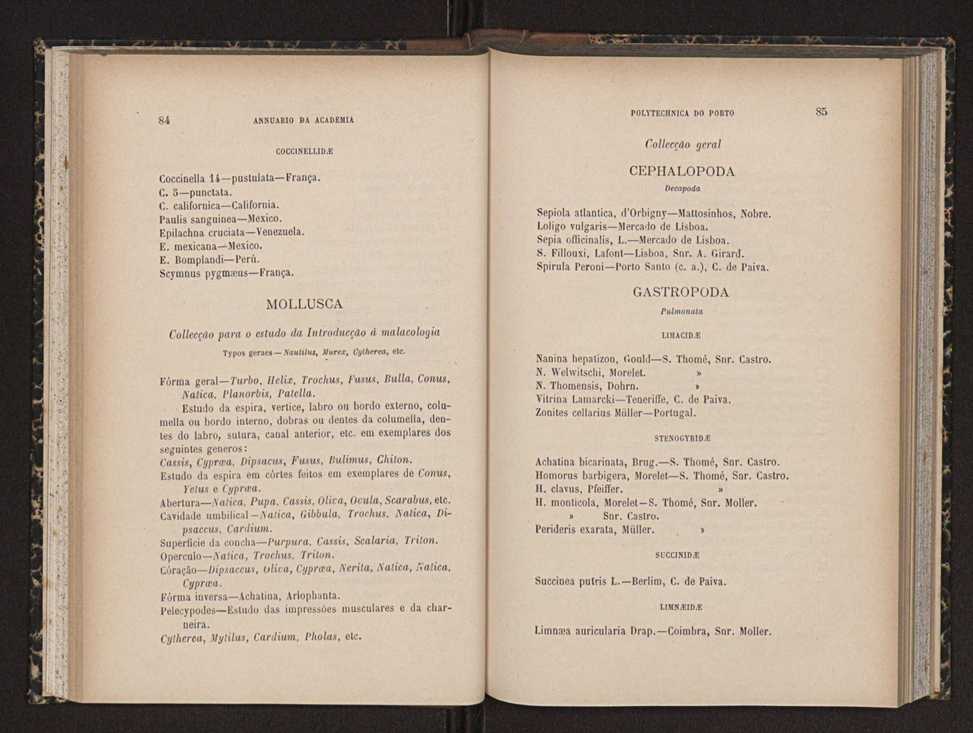 84 ANNUARIO DA ACADEMIA
COCCINELLIDÆ
Coccinella 14—pustulata—França.
C. 5—punctata.
C. californica—California.
Paulis sanguinea—Mexico.
Epilachna cruciata—Venezuela.
E. mexicana—Mexico.
E. Bomplandi—Perú.
Scymnus pygmæus—França.
MOLLUSCA
Collecção para o estudo da Introducção á malacologia
Typos geraes—Nautilus, Murex, Cytherea, etc.
Fórma geral—Turbo, Helix, Trochus, Fusus, Bulla, Conus,
Natica, Planorbis, Patella.
Estudo da espira, vertice, labro ou bordo externo, colu-
mella ou bordo interno, dobras ou dentes da columella, den-
tes do labro, sutura, canal anterior, etc. em exemplares dos
seguintes generos:
Cassis, Cypræa, Dipsacus, Fusus, Bulimus, Chiton.
Estudo da espira em córtes feitos em exemplares de Conus,
Yetus e Cypræa.
Abertura—Natica, Pupa, Cassis, Olica, Ocula, Scarabus, etc.
Cavidade umbilical—Natica, Gibbula, Trochus, Natica, Di-
psaccus, Cardium.
Superficie da concha—Purpura, Cassis, Scalaria, Triton.
Operculo—Natica, Trochus, Triton.
Côração—Dipsaccus, Oliva, Cypræa, Nerita, Natica, Natica,
Cypræa.
Fórma inversa—Achatina, Ariophanta.
Pelecypodes—Estudo das impressões musculares e da char-
neira.
Cytherea, Mytilus, Cardium, Pholas, etc.
POLYTECHNICA DO PORTO 85
Collecção geral
CEPHALOPODA
Decapoda
Sepiola atlantica, d'Orbigny—Mattosinhos, Nobre.
Loligo vulgaris—Mercado de Lisboa.
Sepia officinalis, L.—Mercado de Lisboa.
S. Fillouxi, Lafont—Lisboa, Snr. A. Girard.
Spirula Peroni—Porto Santo (c. a.), C. de Paiva.
GASTROPODA
Pulmonata
LIMACIDÆ
Nanina hepatizon, Gould—S. Thomé, Snr. Castro.
N. Welwitschi, Morelet. »
N. Thomensis, Dohrn. »
Vitrina Lamarcki—Teneriffe, C. de Paiva.
Zonites cellarius Müller—Portugal.
STENOGYRIDÆ
Achatina bicarinata, Brug.—S. Thomé, Snr. Castro.
Homorus barbigera, Morelet—S. Thomé, Snr. Castro.
H. clavus, Pfeiffer. »
H. monticola, Morelet—S. Thomé, Snr. Moller.
» Snr. Castro.
Perideris exarata, Müller. »
SUCCINIDÆ
Succinea putris L.—Berlim, C. de Paiva.
LIMNÆIDÆ
Limnæa auricularia Drap.—Coimbra, Snr. Moller.